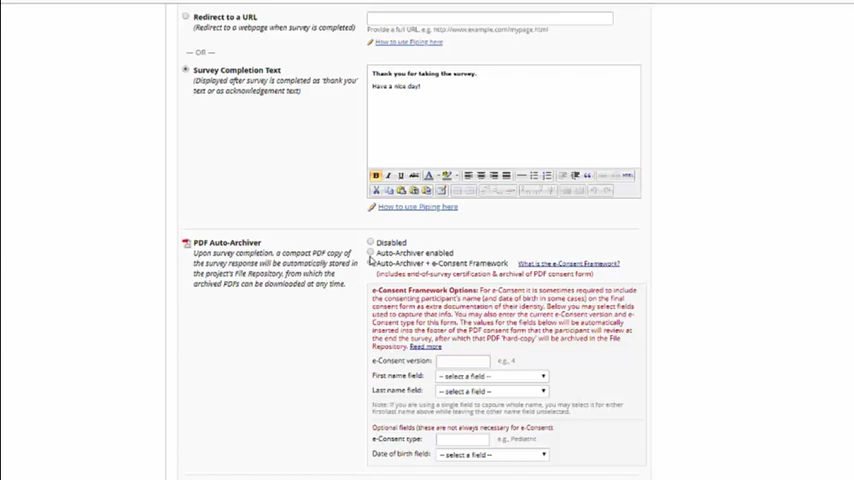 Redirect to a URL
(Redirect to a webpage when survey is completed)
Provide a full URL, e.g. http://www.example.com/mypage.html
How to use Piping here
— OR
Survey Completion Text
(Displayed after survey is completed as 'thank you'
text or as acknowledgement text)
Thank you for taking the survey.
Have a nice day!
How to use Piping here
PDF Auto-Archiver
Upon survey completion, a compact PDF copy of
the survey response will be automatically stored in
the project's File Repository, from which the
archived PDFs can be downloaded at any time.
Disabled
Auto-Archiver enabled
Auto-Archiver + e-Consent Framework What is the e-Consent Framework?
(includes end-of-survey certification & archival of PDF consent form)
e-Consent Framework Options: For e-Consent it is sometimes required to include
the consenting participant's name (and date of birth in some cases) on the final
consent form as extra documentation of their identity. Below you may select fields
used to capture that info. You may also enter the current e-Consent version and e-
Consent type for this form. The values for the fields below will be automatically
inserted into the footer of the PDF consent form that the participant will review at
the end the survey, after which that PDF 'hard-copy' will be archived in the File
Repository. Read more
e-Consent version: e.g., 4
First name field: -- select a field --
Last name field: -- select a field --
Note: If you are using a single field to capture whole name, you may select it for either
first/last name above while leaving the other name field unselected.
Optional fields (these are not always necessary for e-Consent):
e-Consent type: e.g., Pediatric
Date of birth field: -- select a field --